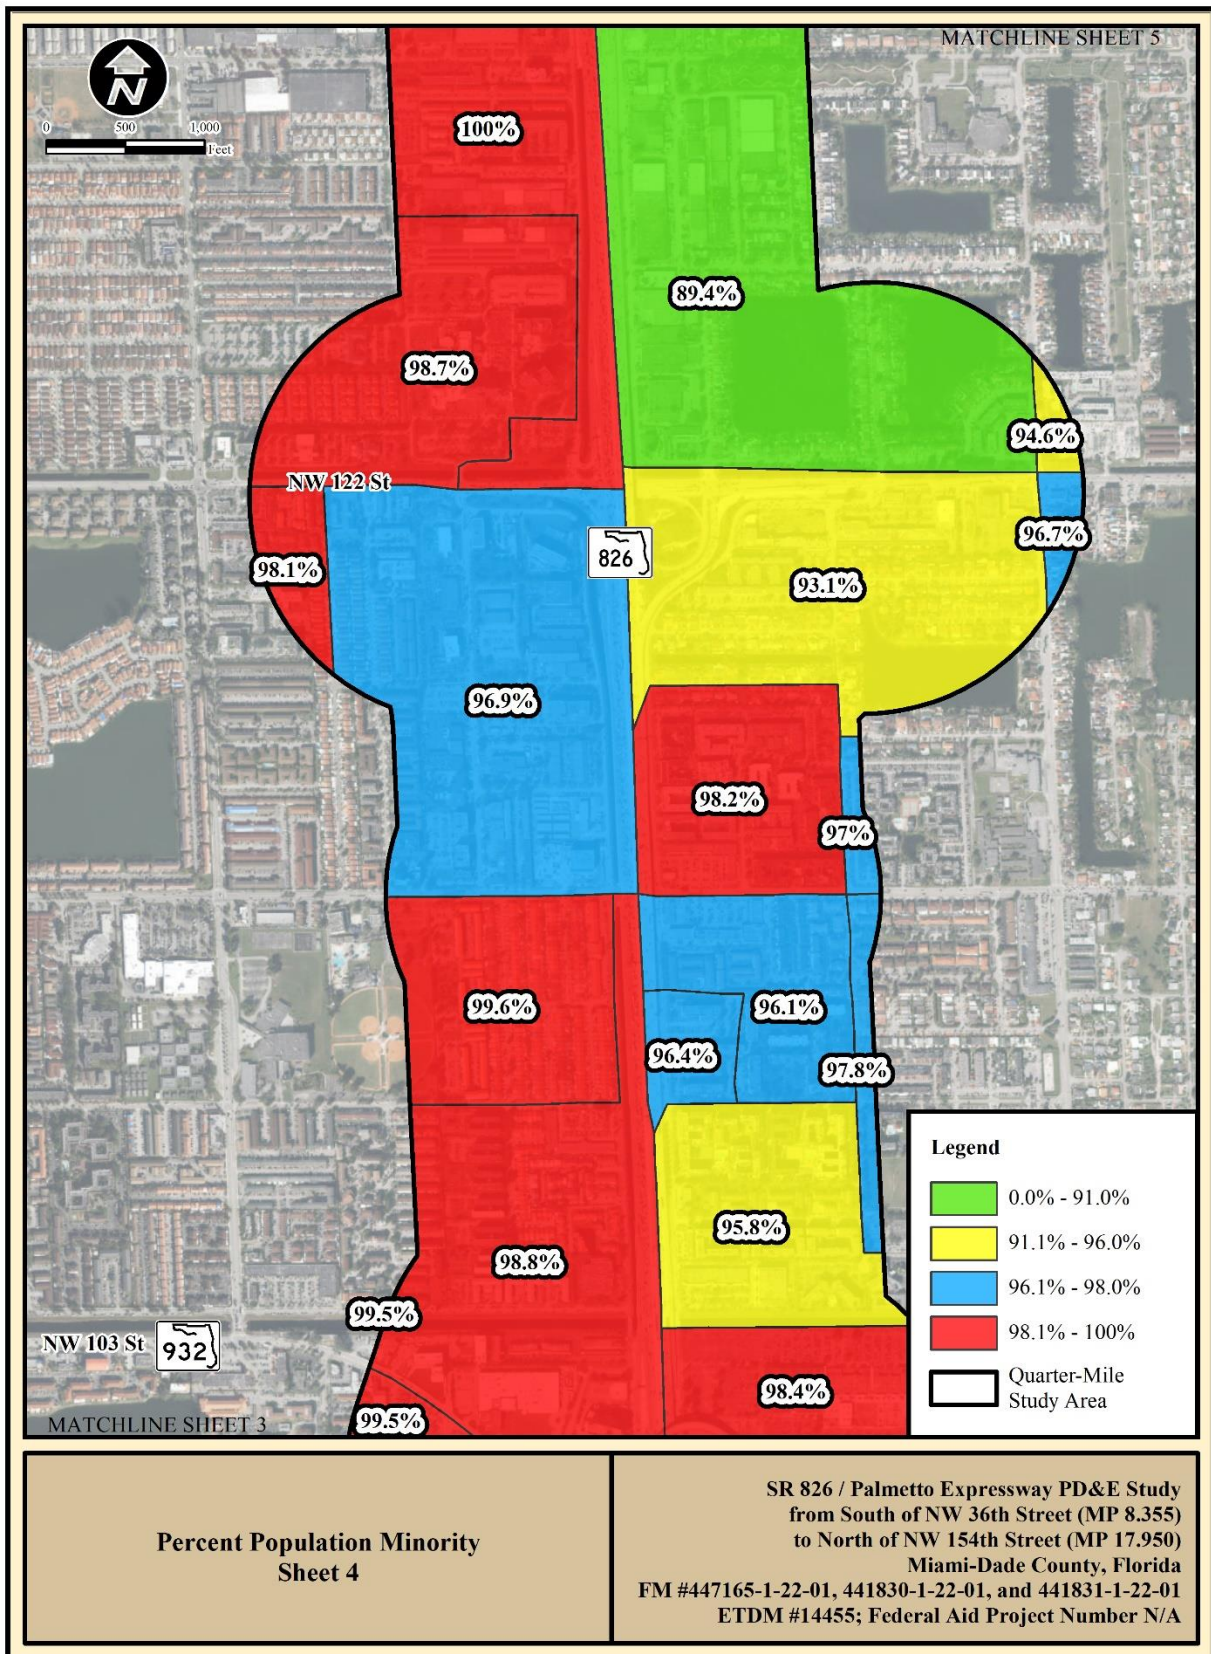 MATCHLINE SHEET 5
N
0 500 1,000
Feet
100%
89.4%
98.7%
94.6%
NW 122 St
96.7%
826
98.1%
93.1%
96.9%
98.2%
97%
99.6%
96.1%
96.4%
97.8%
95.8%
98.8%
99.5%
NW 103 St
932
98.4%
99.5%
MATCHLINE SHEET 3
Legend
0.0% - 91.0%
91.1% - 96.0%
96.1% - 98.0%
98.1% - 100%
Quarter-Mile
Study Area
Percent Population Minority
Sheet 4
SR 826 / Palmetto Expressway PD&E Study
from South of NW 36th Street (MP 8.355)
to North of NW 154th Street (MP 17.950)
Miami-Dade County, Florida
FM #447165-1-22-01, 441830-1-22-01, and 441831-1-22-01
ETDM #14455; Federal Aid Project Number N/A